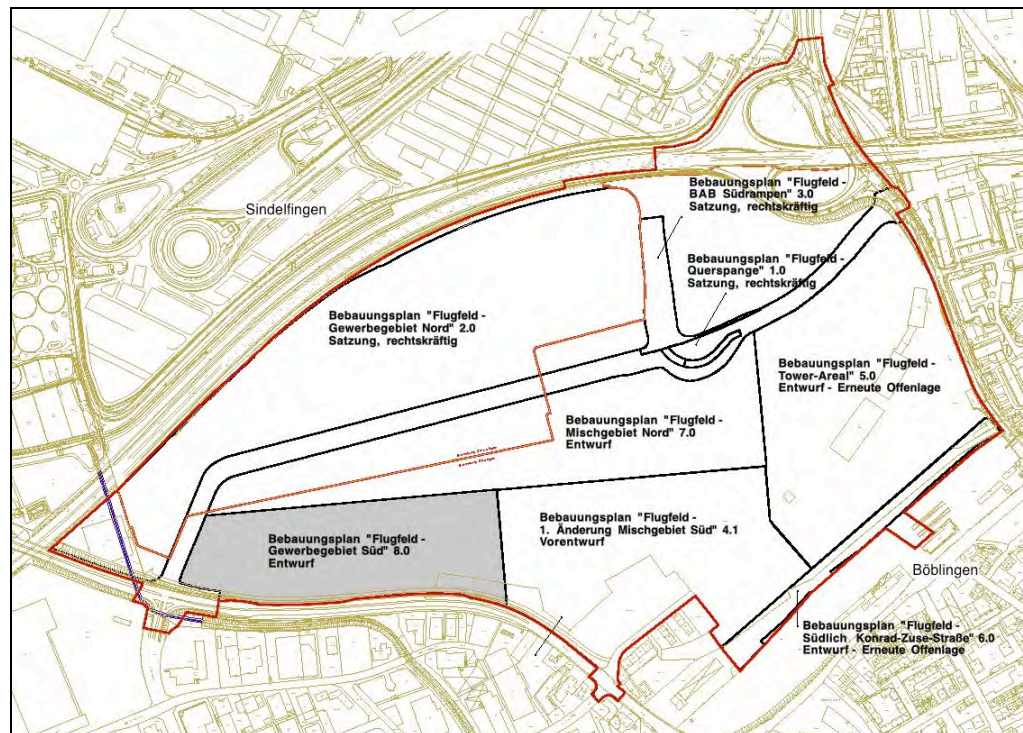 Sindelfingen
Bebauungsplan "Flugfeld -
BAB Südrampen" 3.0
Satzung, rechtskräftig
Bebauungsplan "Flugfeld -
Querspange" 1.0
Satzung, rechtskräftig
Bebauungsplan "Flugfeld -
Gewerbegebiet Nord" 2.0
Satzung, rechtskräftig
Bebauungsplan "Flugfeld -
Tower-Areal" 5.0
Entwurf - Erneute Offenlage
Bebauungsplan "Flugfeld -
Mischgebiet Nord" 7.0
Entwurf
Bebauungsplan "Flugfeld -
1. Änderung Mischgebiet Süd" 4.1
Vorentwurf
Bebauungsplan "Flugfeld -
Gewerbegebiet Süd" 8.0
Entwurf
Böblingen
Bebauungsplan "Flugfeld -
Südlich Konrad-Zuse-Straße" 6.0
Entwurf - Erneute Offenlage